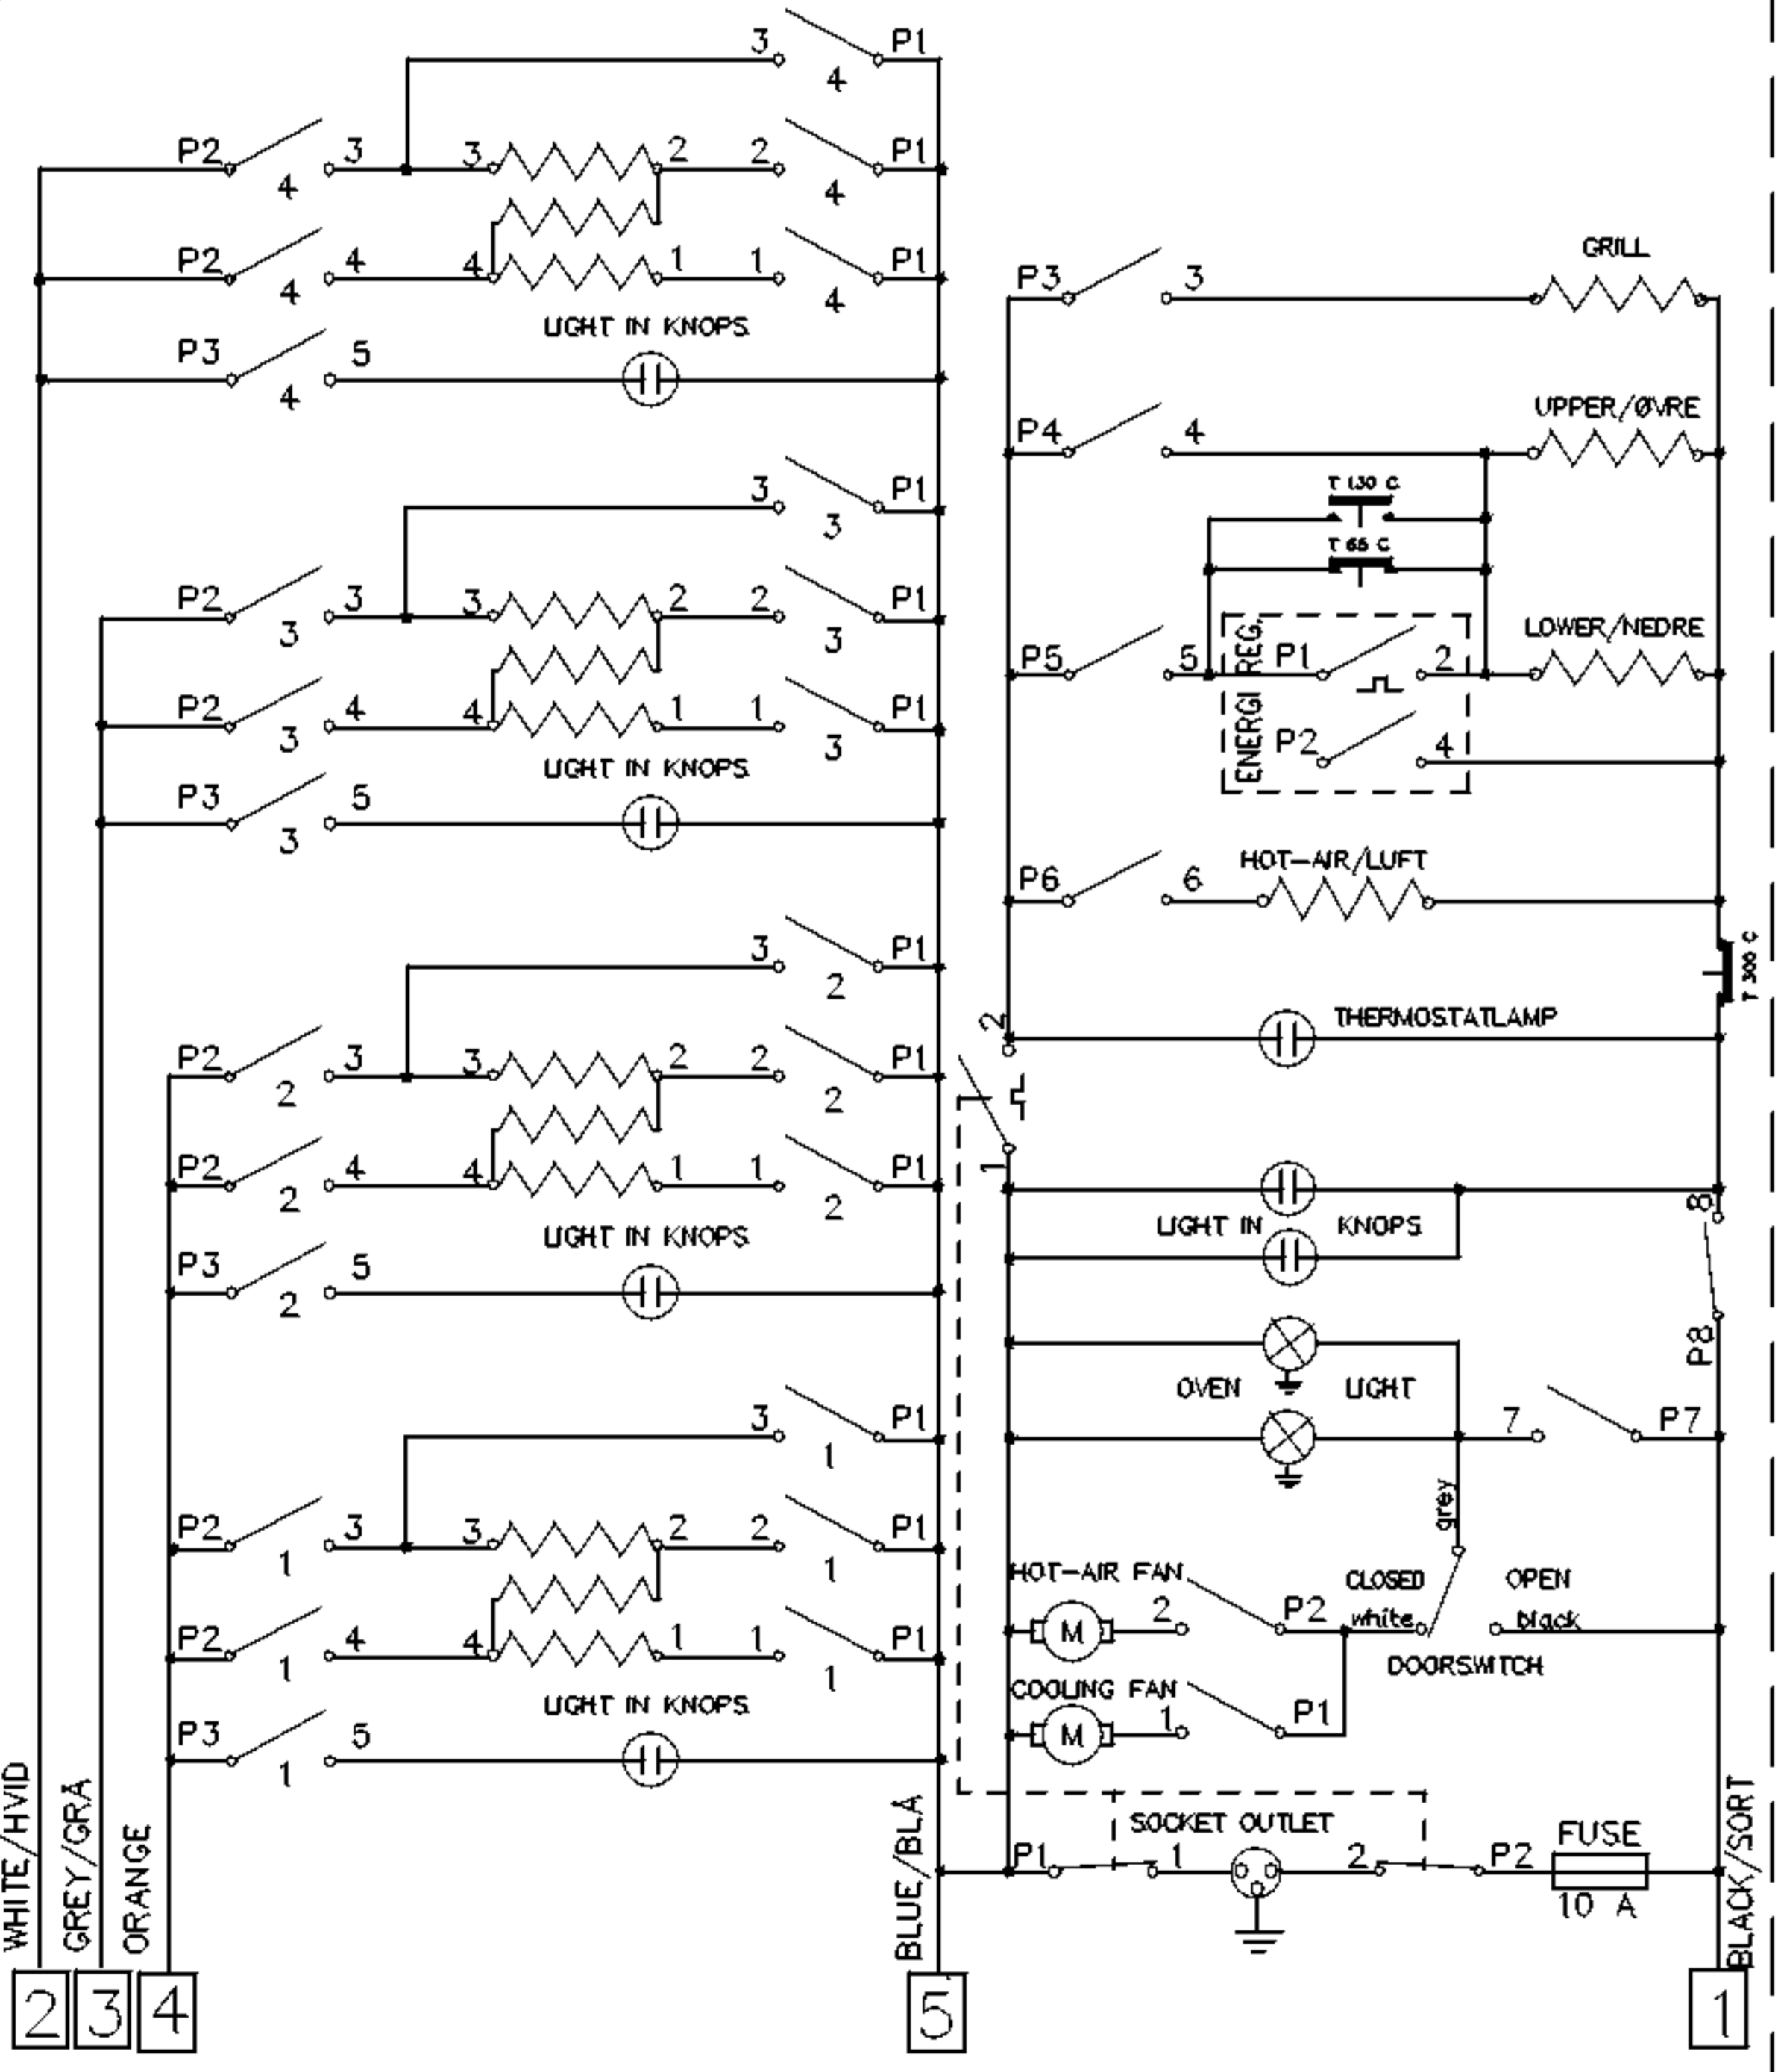 3 P1
4
P2 3 3 2 2 P1
4 4
P2 4 4 1 1 P1
4 4
LIGHT IN KNOPS
P3 5
4
3 P1
3
P2 3 3 2 2 P1
3 3
P2 4 4 1 1 P1
3 3
LIGHT IN KNOPS
P3 5
3
3 P1
2
P2 3 3 2 2 P1
2 2
P2 4 4 1 1 P1
2 2
LIGHT IN KNOPS
P3 5
2
3 P1
1
P2 3 3 2 2 P1
1 1
P2 4 4 1 1 P1
1 1
LIGHT IN KNOPS
P3 5
1
WHITE/HVID
GREY/GRA
ORANGE
BLUE/BLA
2
3
4
5
GRILL
P3 3
UPPER/ØVRE
P4 4
T 130 C
T 65 C
ENERGI REG.
LOWER/NEDRE
P5 5 P1 2
P2 4
HOT-AIR/LUFT
P6 6
T 300 C
2
THERMOSTATLAMP
1
LIGHT IN KNOPS
8
P8
OVEN LIGHT
7 P7
grey
HOT-AIR FAN
CLOSED OPEN
M 2 P2 white black
DOORSWITCH
COOLING FAN
M 1 P1
SOCKET OUTLET
P1 1 2 P2
FUSE
10 A
BLACK/SORT
1